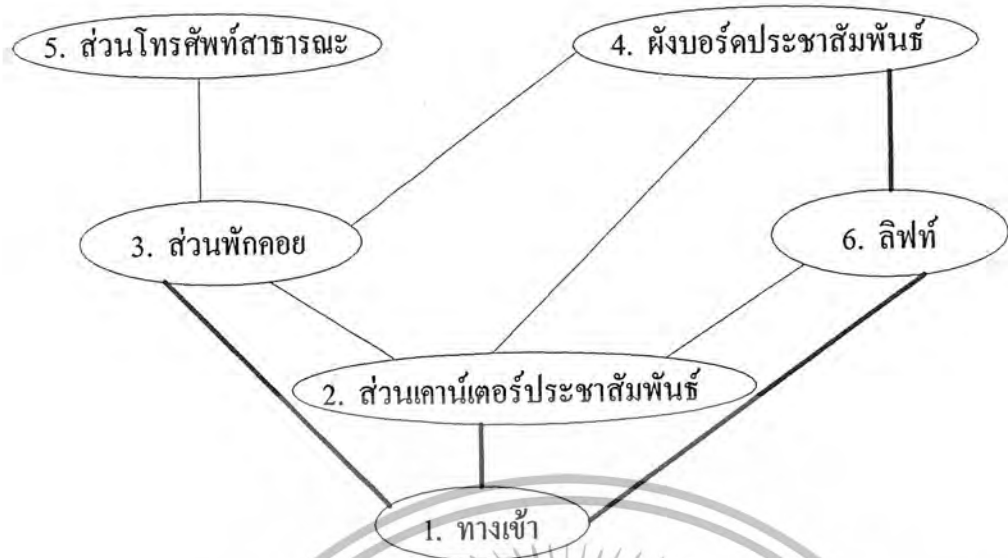 5. ส่วนโทรศัพท์สาธารณะ
4. ผังบอร์ดประชาสัมพันธ์
3. ส่วนพักคอย
6. ลิฟท์
2. ส่วนเคาน์เตอร์ประชาสัมพันธ์
1. ทางเข้า